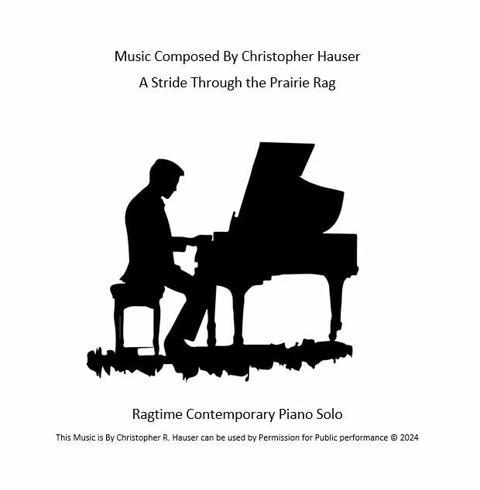 Music Composed By Christopher Hauser
A Stride Through the Prairie Rag
Ragtime Contemporary Piano Solo
This Music is By Christopher R. Hauser can be used by Permission for Public performance © 2024